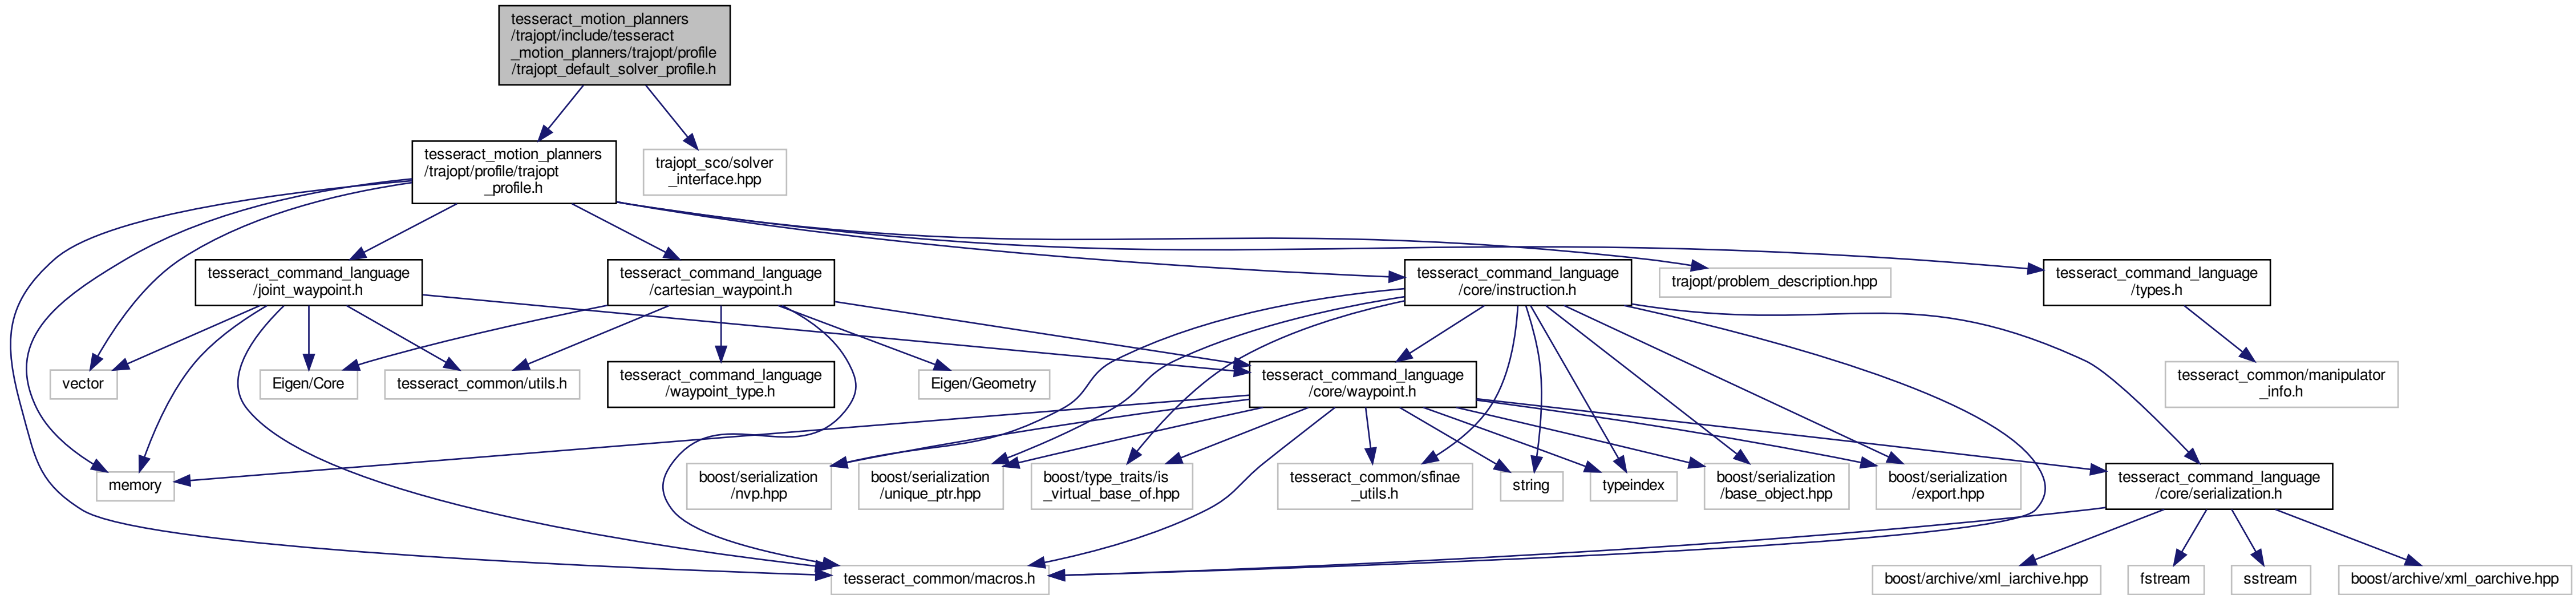 tesseract_motion_planners
/trajopt/include/tesseract
_motion_planners/trajopt/profile
/trajopt_default_solver_profile.h
tesseract_motion_planners
/trajopt/profile/trajopt
_profile.h
trajopt_sco/solver
_interface.hpp
tesseract_command_language
/joint_waypoint.h
tesseract_command_language
/cartesian_waypoint.h
tesseract_command_language
/core/instruction.h
trajopt/problem_description.hpp
tesseract_command_language
/types.h
vector
Eigen/Core
tesseract_common/utils.h
tesseract_command_language
/waypoint_type.h
Eigen/Geometry
tesseract_command_language
/core/waypoint.h
tesseract_common/manipulator
_info.h
memory
boost/serialization
/nvp.hpp
boost/serialization
/unique_ptr.hpp
boost/type_traits/is
_virtual_base_of.hpp
tesseract_common/sfinae
_utils.h
string
typeindex
boost/serialization
/base_object.hpp
boost/serialization
/export.hpp
tesseract_command_language
/core/serialization.h
tesseract_common/macros.h
boost/archive/xml_iarchive.hpp
fstream
sstream
boost/archive/xml_oarchive.hpp